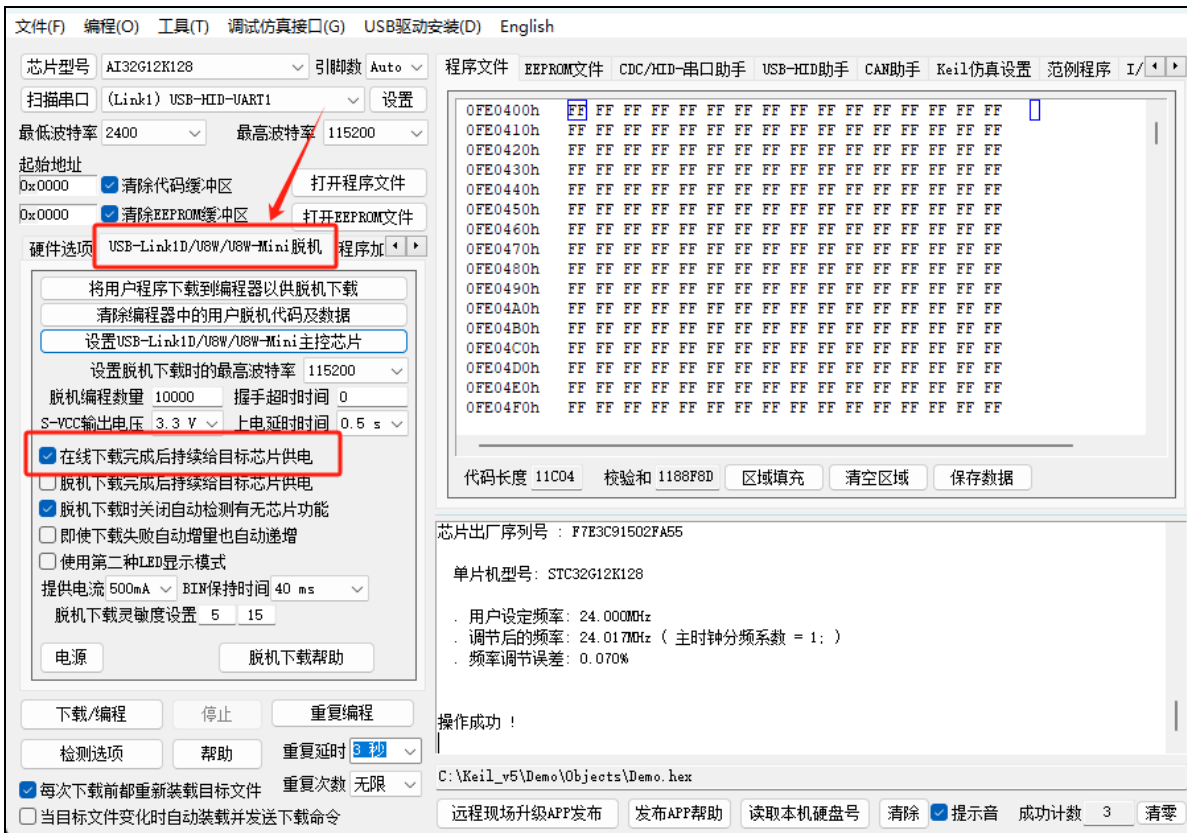 文件(F) 编程(O) 工具(T) 调试仿真接口(G) USB驱动安装(D) English
芯片型号 AI32G12K128 引脚数 Auto
扫描串口 (Link1) USB-HID-UART1 设置
最低波特率 2400 最高波特率 115200
起始地址
0x0000 清除代码缓冲区 打开程序文件
0x0000 清除EEPROM缓冲区 打开EEPROM文件
硬件选项 USB-Link1D/U8W/U8W-Mini脱机 程序加
将用户程序下载到编程器以供脱机下载
清除编程器中的用户脱机代码及数据
设置USB-Link1D/U8W/U8W-Mini主控芯片
设置脱机下载时的最高波特率 115200
脱机编程数量 10000 握手超时时间 0
S-VCC输出电压 3.3 V 上电延时时间 0.5 s
在线下载完成后持续给目标芯片供电
脱机下载完成后持续给目标芯片供电
脱机下载时关闭自动检测有无芯片功能
即使下载失败自动增量也自动递增
使用第二种LED显示模式
提供电流 500mA BIN保持时间 40 ms
脱机下载灵敏度设置 5 15
电源 脱机下载帮助
下载/编程 停止 重复编程
检测选项 帮助 重复延时 3 秒
每次下载前都重新装载目标文件 重复次数 无限
当目标文件变化时自动装载并发送下载命令
程序文件 EEPROM文件 CDC/HID-串口助手 USB-HID助手 CAN助手 Keil仿真设置 范例程序 I/
0FE0400h FF FF FF FF FF FF FF FF FF FF FF FF FF FF FF FF
0FE0410h FF FF FF FF FF FF FF FF FF FF FF FF FF FF FF FF
0FE0420h FF FF FF FF FF FF FF FF FF FF FF FF FF FF FF FF
0FE0430h FF FF FF FF FF FF FF FF FF FF FF FF FF FF FF FF
0FE0440h FF FF FF FF FF FF FF FF FF FF FF FF FF FF FF FF
0FE0450h FF FF FF FF FF FF FF FF FF FF FF FF FF FF FF FF
0FE0460h FF FF FF FF FF FF FF FF FF FF FF FF FF FF FF FF
0FE0470h FF FF FF FF FF FF FF FF FF FF FF FF FF FF FF FF
0FE0480h FF FF FF FF FF FF FF FF FF FF FF FF FF FF FF FF
0FE0490h FF FF FF FF FF FF FF FF FF FF FF FF FF FF FF FF
0FE04A0h FF FF FF FF FF FF FF FF FF FF FF FF FF FF FF FF
0FE04B0h FF FF FF FF FF FF FF FF FF FF FF FF FF FF FF FF
0FE04C0h FF FF FF FF FF FF FF FF FF FF FF FF FF FF FF FF
0FE04D0h FF FF FF FF FF FF FF FF FF FF FF FF FF FF FF FF
0FE04E0h FF FF FF FF FF FF FF FF FF FF FF FF FF FF FF FF
0FE04F0h FF FF FF FF FF FF FF FF FF FF FF FF FF FF FF FF
代码长度 11C04 校验和 1188F8D 区域填充 清空区域 保存数据
芯片出厂序列号 : F7E3C91502FA55
单片机型号: STC32G12K128
. 用户设定频率: 24.000MHz
. 调节后的频率: 24.017MHz ( 主时钟分频系数 = 1; )
. 频率调节误差: 0.070%
操作成功 !
C:\Keil_v5\Demo\Objects\Demo.hex
远程现场升级APP发布 发布APP帮助 读取本机硬盘号 清除 提示音 成功计数 3 清零